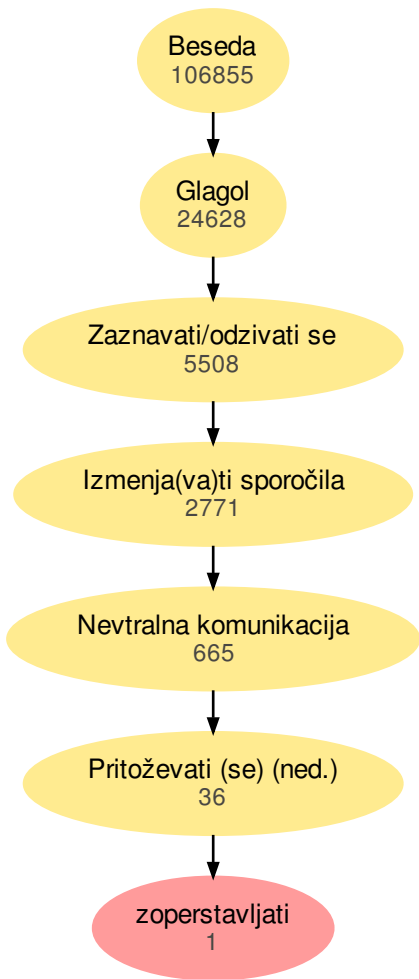 Beseda
106855
Glagol
24628
Zaznavati/odzivati se
5508
Izmenja(va)ti sporočila
2771
Nevtralna komunikacija
665
Pritoževati (se) (ned.)
36
zoperstavljati
1